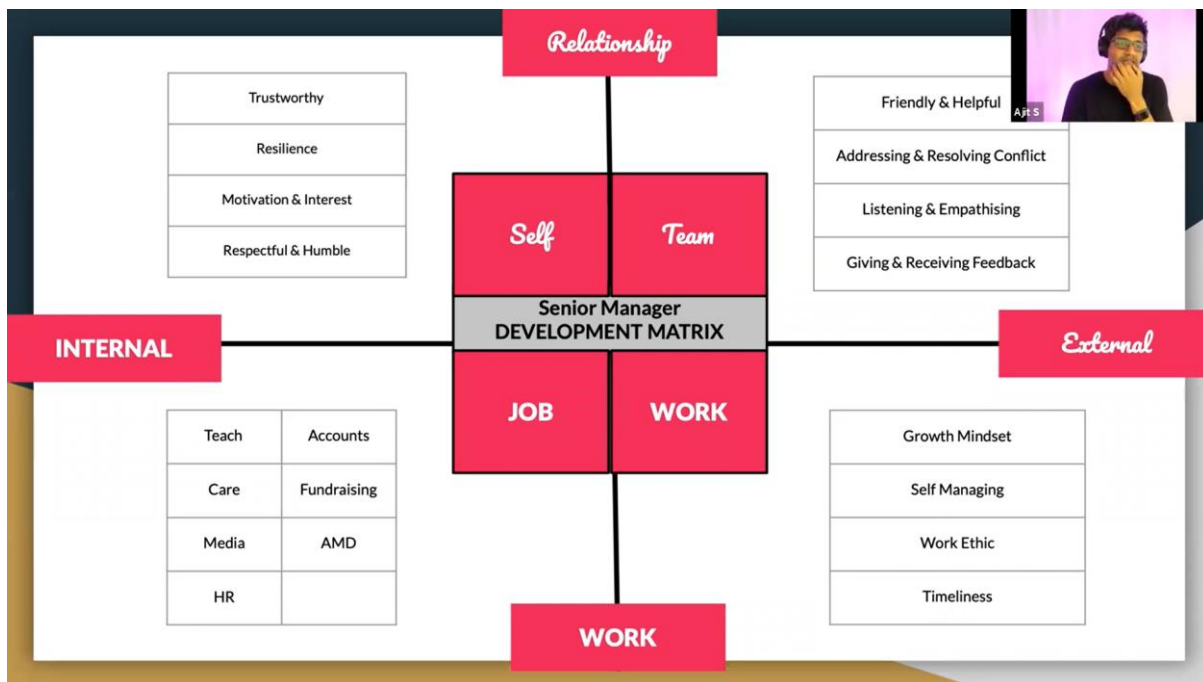 Relationship
Ajit S
Trustworthy
Resilience
Motivation & Interest
Respectful & Humble
Friendly & Helpful
Addressing & Resolving Conflict
Listening & Empathising
Giving & Receiving Feedback
Self
Team
Senior Manager
DEVELOPMENT MATRIX
JOB
WORK
INTERNAL
External
Teach
Accounts
Care
Fundraising
Media
AMD
HR
Growth Mindset
Self Managing
Work Ethic
Timeliness
WORK